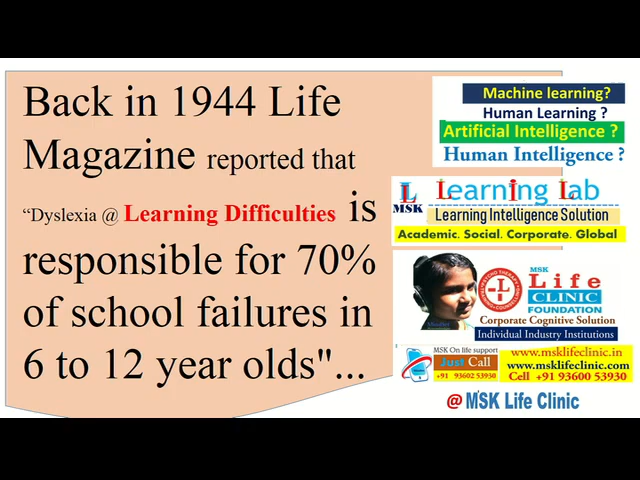 Back in 1944 Life
Magazine reported that
“Dyslexia @ Learning Difficulties is
responsible for 70%
of school failures in
6 to 12 year olds"...
Machine learning?
Human Learning ?
Artificial Intelligence ?
Human Intelligence ?
LL
MSK
Learning Lab
Learning Intelligence Solution
Academic. Social. Corporate. Global
MSK
Life
CLINIC
FOUNDATION
Corporate Cognitive Solution
Individual Industry Institutions
MSK On life support
Just Call
+91 93602 53930
www.msklifeclinic.in
www.msklifeclinic.com
Cell +91 93600 53930
@ MSK Life Clinic